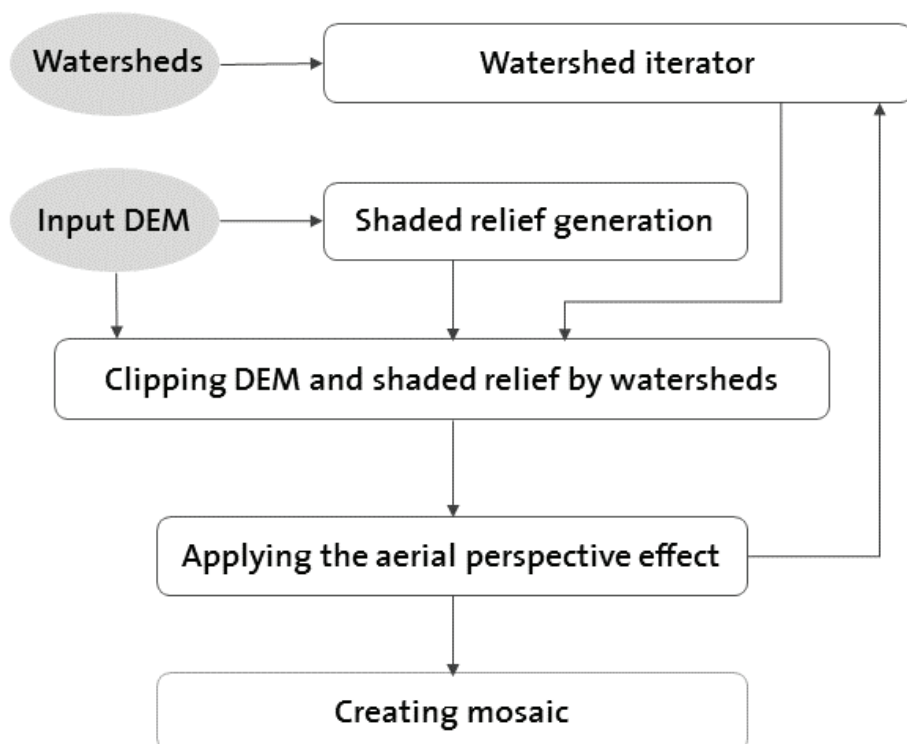 Watersheds
Watershed iterator
Input DEM
Shaded relief generation
Clipping DEM and shaded relief by watersheds
Applying the aerial perspective effect
Creating mosaic